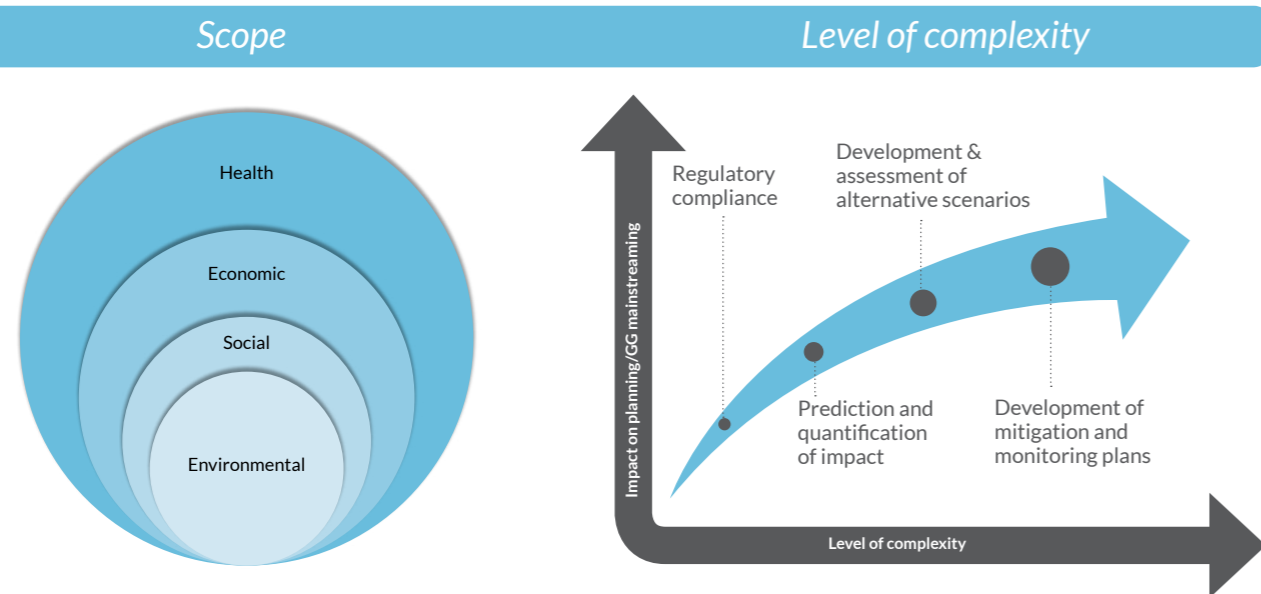 Scope
Level of complexity
Health
Economic
Social
Environmental
Impact on planning/GG mainstreaming
Regulatory
compliance
Development &
assessment of
alternative scenarios
Prediction and
quantification
of impact
Development of
mitigation and
monitoring plans
Level of complexity